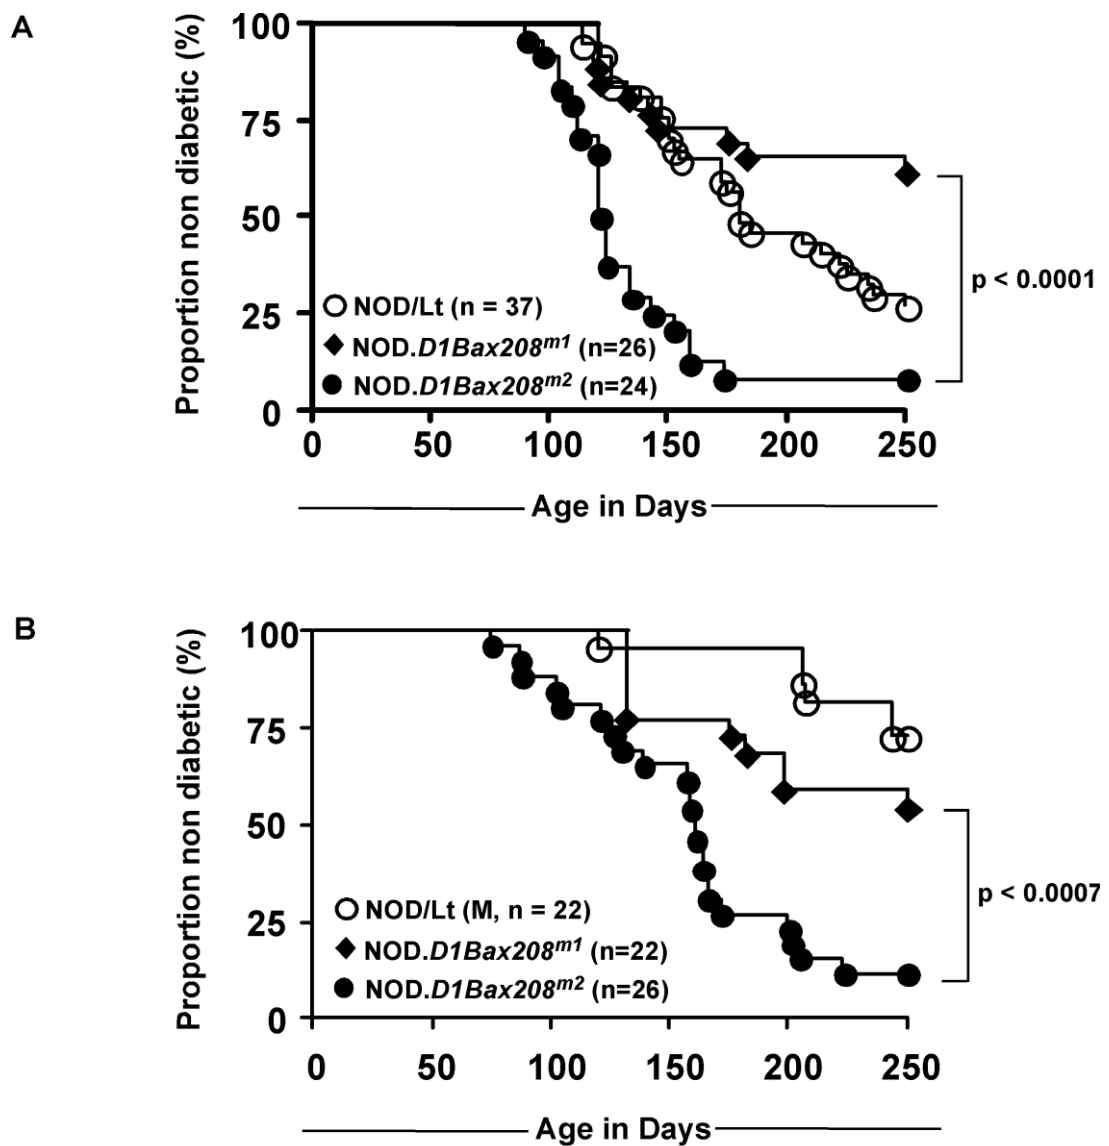 A
Proportion non diabetic (%)
100
75
50
25
0
NOD/Lt (n = 37)
NOD.D1Bax208m1 (n=26)
NOD.D1Bax208m2 (n=24)
p < 0.0001
0 50 100 150 200 250
Age in Days
B
Proportion non diabetic (%)
100
75
50
25
0
NOD/Lt (M, n = 22)
NOD.D1Bax208m1 (n=22)
NOD.D1Bax208m2 (n=26)
p < 0.0007
0 50 100 150 200 250
Age in Days